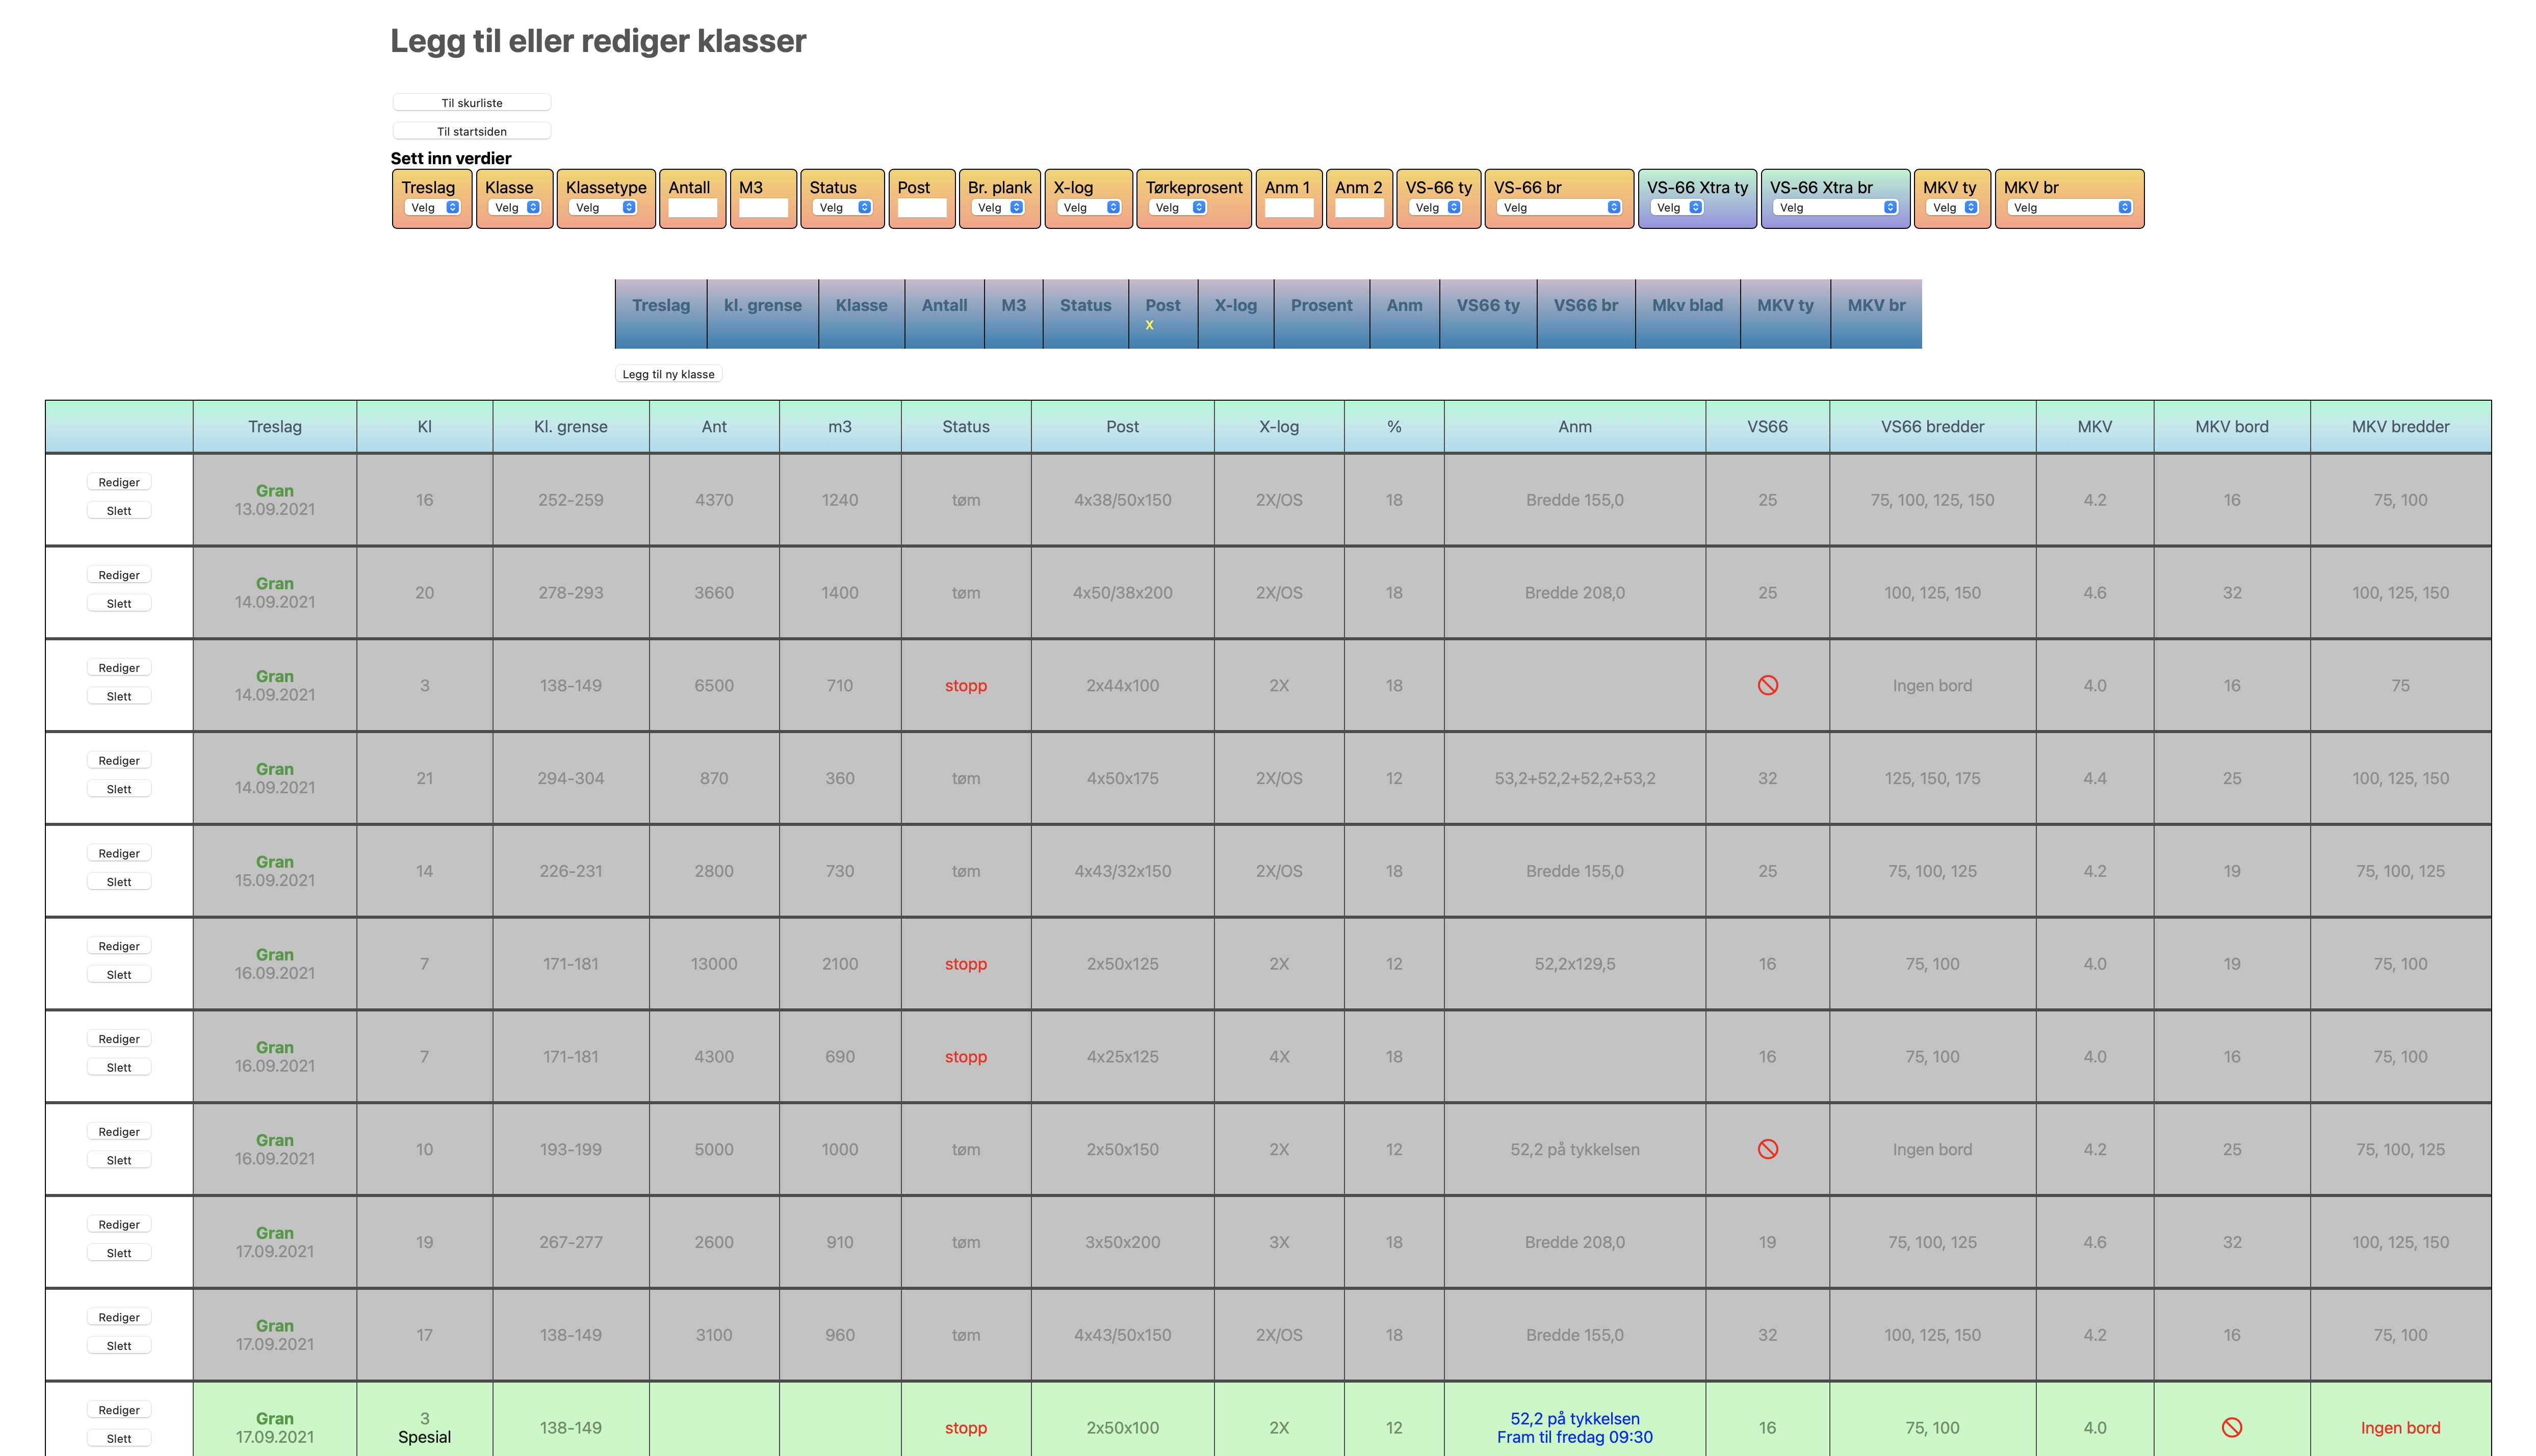 Legg til eller rediger klasser
Til skurliste
Til startsiden
Sett inn verdier
Treslag Klasse Klassetype Antall M3 Status Post Br. plank X-log Tørkeprosent Anm 1 Anm 2 VS-66 ty VS-66 br VS-66 Xtra ty VS-66 Xtra br MKV ty MKV br
Velg Velg Velg Velg Velg Velg Velg Velg Velg Velg Velg Velg Velg
Treslag kl. grense Klasse Antall M3 Status Post X-log Prosent Anm VS66 ty VS66 br Mkv blad MKV ty MKV br
X
Legg til ny klasse
Treslag Kl Kl. grense Ant m3 Status Post X-log % Anm VS66 VS66 bredder MKV MKV bord MKV bredder
Rediger
Slett
Gran
13.09.2021
16 252-259 4370 1240 tøm 4x38/50x150 2X/OS 18 Bredde 155,0 25 75, 100, 125, 150 4.2 16 75, 100
Rediger
Slett
Gran
14.09.2021
20 278-293 3660 1400 tøm 4x50/38x200 2X/OS 18 Bredde 208,0 25 100, 125, 150 4.6 32 100, 125, 150
Rediger
Slett
Gran
14.09.2021
3 138-149 6500 710 stopp 2x44x100 2X 18 Ingen bord 4.0 16 75
Rediger
Slett
Gran
14.09.2021
21 294-304 870 360 tøm 4x50x175 2X/OS 12 53,2+52,2+52,2+53,2 32 125, 150, 175 4.4 25 100, 125, 150
Rediger
Slett
Gran
15.09.2021
14 226-231 2800 730 tøm 4x43/32x150 2X/OS 18 Bredde 155,0 25 75, 100, 125 4.2 19 75, 100, 125
Rediger
Slett
Gran
16.09.2021
7 171-181 13000 2100 stopp 2x50x125 2X 12 52,2x129,5 16 75, 100 4.0 19 75, 100
Rediger
Slett
Gran
16.09.2021
7 171-181 4300 690 stopp 4x25x125 4X 18 16 75, 100 4.0 16 75, 100
Rediger
Slett
Gran
16.09.2021
10 193-199 5000 1000 tøm 2x50x150 2X 12 52,2 på tykkelsen Ingen bord 4.2 25 75, 100, 125
Rediger
Slett
Gran
17.09.2021
19 267-277 2600 910 tøm 3x50x200 3X 18 Bredde 208,0 19 75, 100, 125 4.6 32 100, 125, 150
Rediger
Slett
Gran
17.09.2021
17 138-149 3100 960 tøm 4x43/50x150 2X/OS 18 Bredde 155,0 32 100, 125, 150 4.2 16 75, 100
Rediger
Slett
Gran
17.09.2021
3
Spesial
138-149 stopp 2x50x100 2X 12
52,2 på tykkelsen
Fram til fredag 09:30
16 75, 100 4.0 Ingen bord